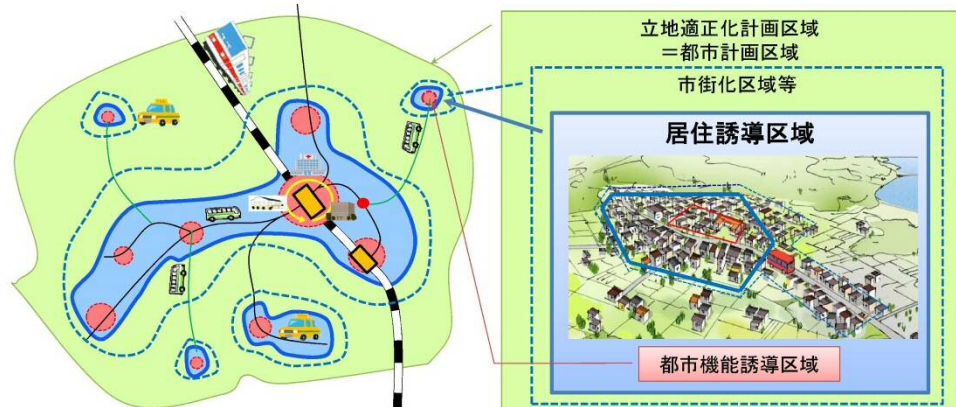 立地適正化計画区域
＝都市計画区域
市街化区域等
居住誘導区域
都市機能誘導区域